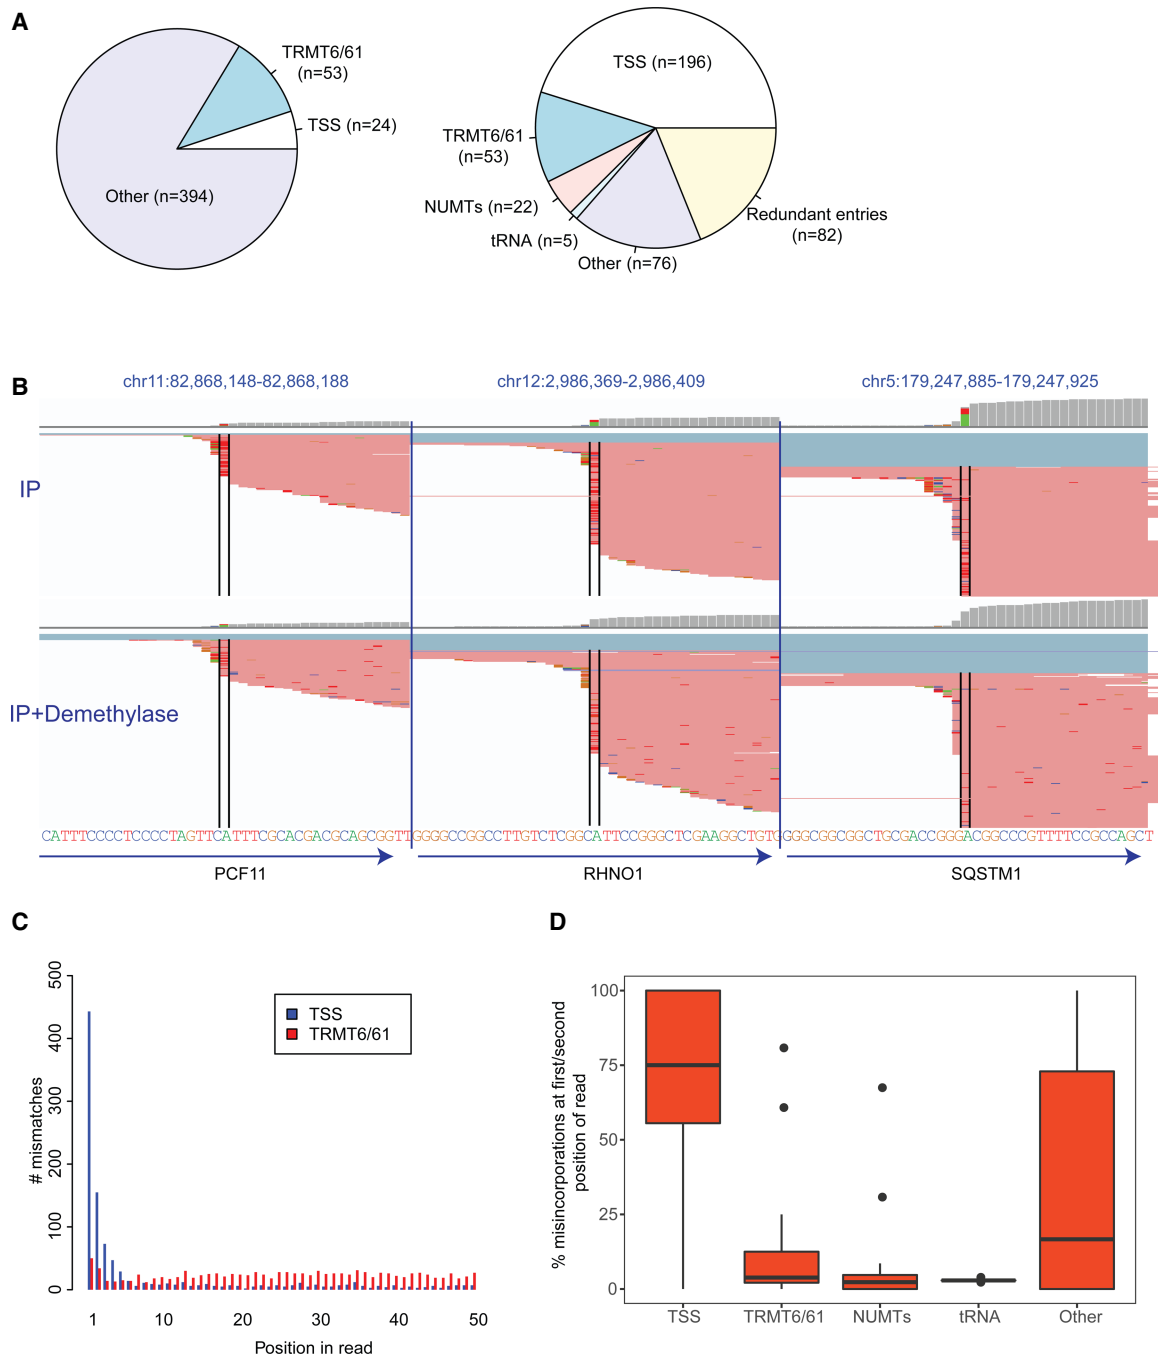 A
TRMT6/61
(n=53)
TSS (n=24)
Other (n=394)
TSS (n=196)
TRMT6/61
(n=53)
NUMTs (n=22)
tRNA (n=5)
Other (n=76)
Redundant entries
(n=82)
B
chr11:82,868,148-82,868,188
chr12:2,986,369-2,986,409
chr5:179,247,885-179,247,925
IP
IP+Demethylase
CATTTCCCCTCCCCTAGTTCATTTCGCACGACGCAGCGGTT
GGGGCCGGCCTTGTCTCGGCATTCCGGGCTCGAAGGCTGTG
GGGCGGCGGCTGCGACCGGGACGGCCCGTTTTCCGCCAGCT
PCF11
RHNO1
SQSTM1
C
# mismatches
0
100
200
300
400
500
TSS
TRMT6/61
1
10
20
30
40
50
Position in read
D
% misincorporations at first/second
position of read
100
75
50
25
0
TSS
TRMT6/61
NUMTs
tRNA
Other